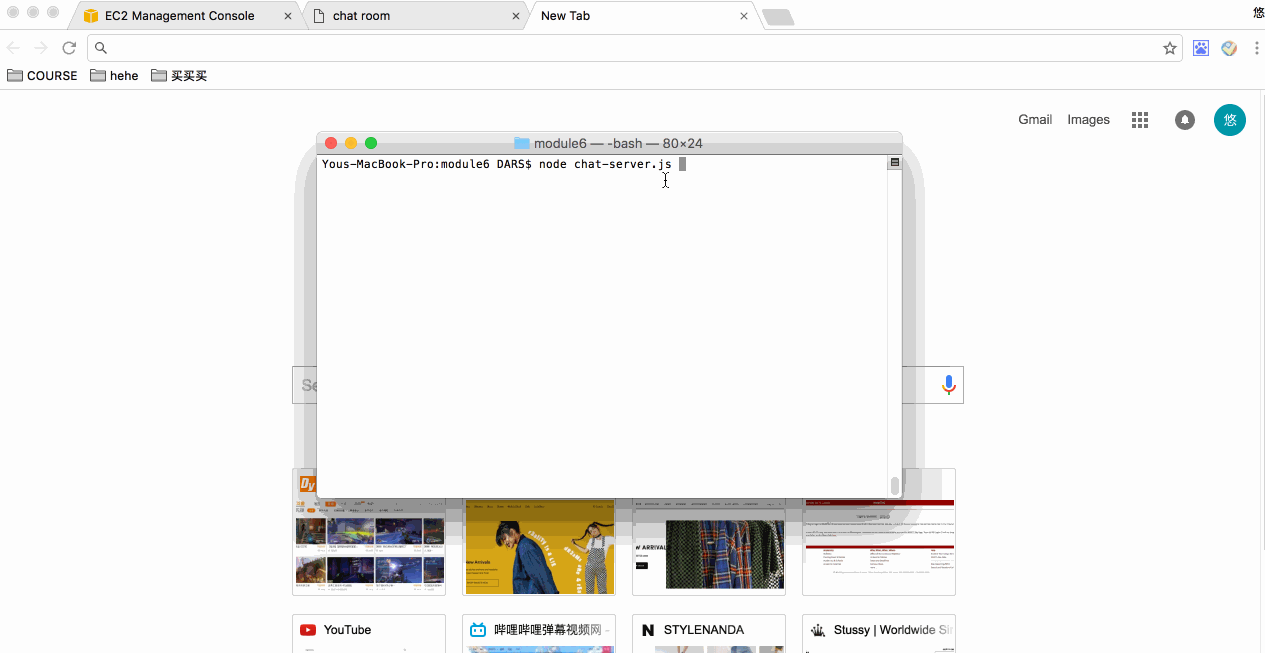 EC2 Management Console
chat room
New Tab
悠
COURSE
hehe
买买买
Gmail
Images
悠
module6 — -bash — 80×24
Yous-MacBook-Pro:module6 DARS$ node chat-server.js
Se
New Arrivals
W ARRIVAL
YouTube
哔哩哔哩弹幕视频网 -
STYLENANDA
Stussy | Worldwide Sin